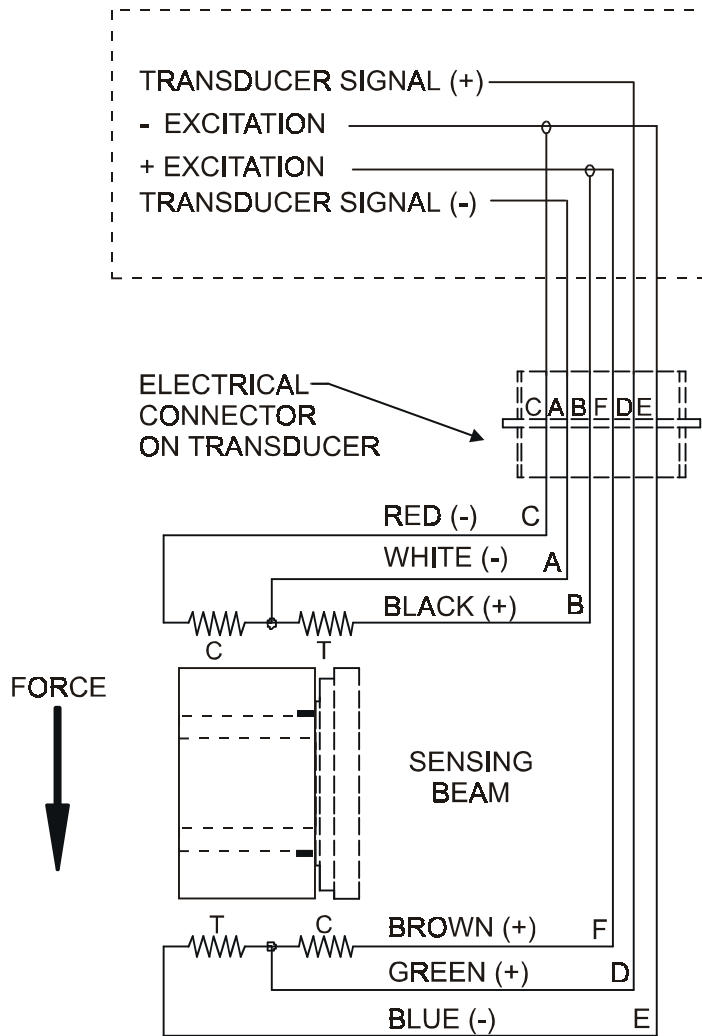 TRANSDUCER SIGNAL (+)
- EXCITATION
+ EXCITATION
TRANSDUCER SIGNAL (-)
ELECTRICAL
CONNECTOR
ON TRANSDUCER
C A B F D E
RED (-) C
WHITE (-) A
BLACK (+) B
C T
FORCE
SENSING
BEAM
T C
BROWN (+) F
GREEN (+) D
BLUE (-) E